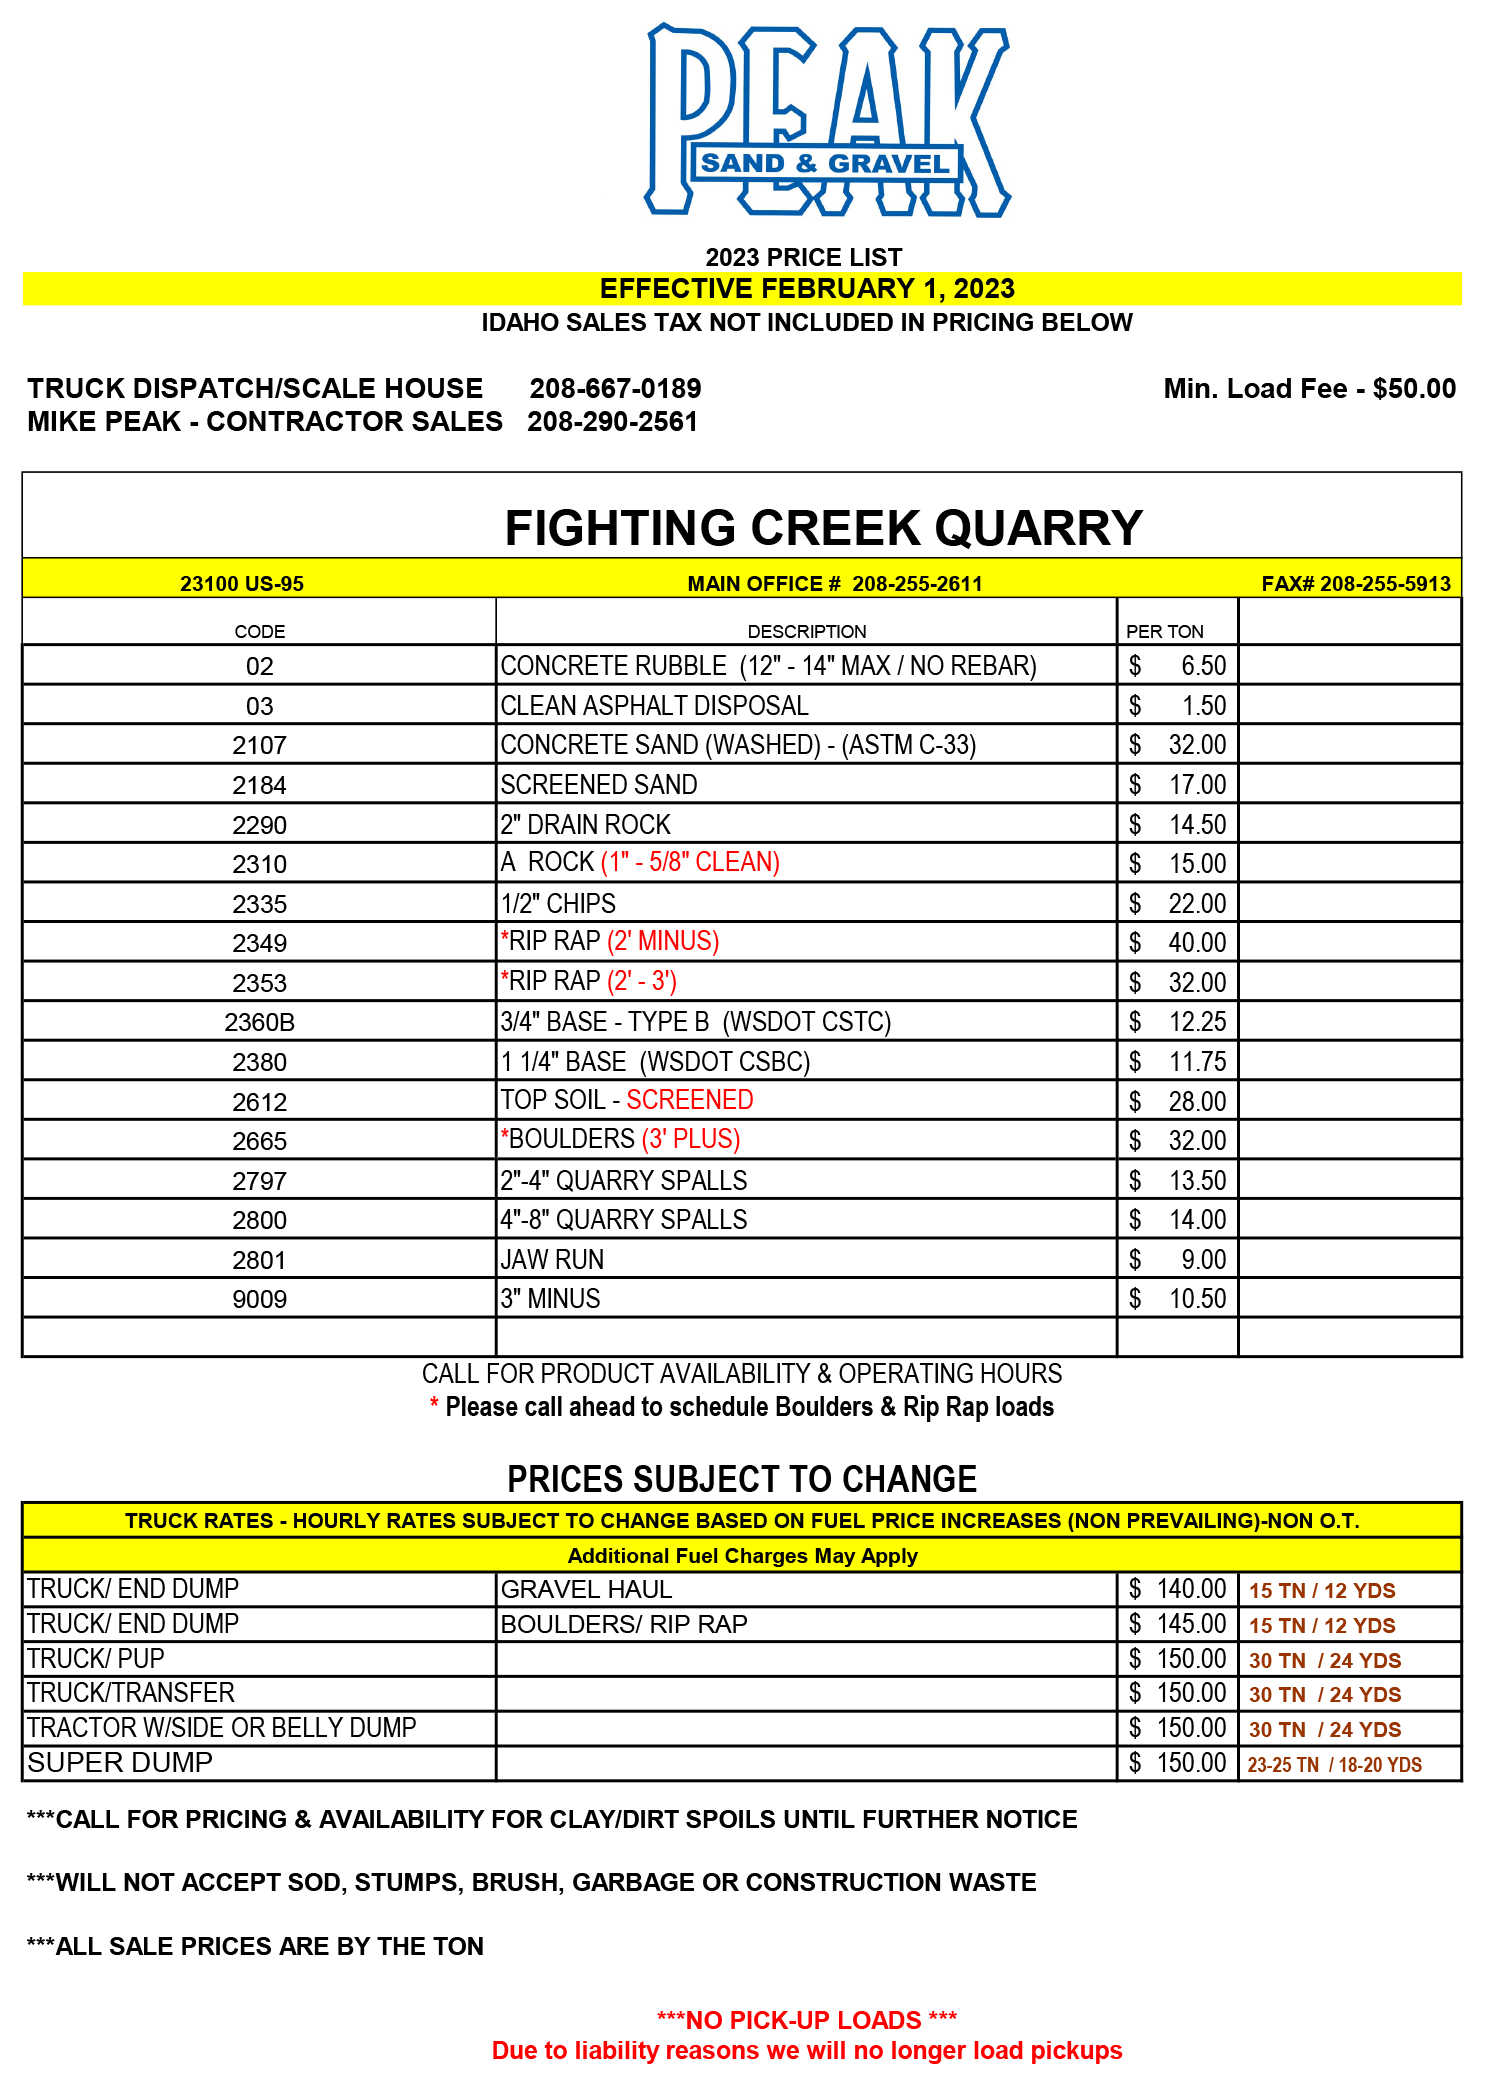 PEAK
SAND & GRAVEL
2023 PRICE LIST
EFFECTIVE FEBRUARY 1, 2023
IDAHO SALES TAX NOT INCLUDED IN PRICING BELOW
TRUCK DISPATCH/SCALE HOUSE 208-667-0189 Min. Load Fee - $50.00
MIKE PEAK - CONTRACTOR SALES 208-290-2561
FIGHTING CREEK QUARRY
23100 US-95 MAIN OFFICE # 208-255-2611 FAX# 208-255-5913
CODE DESCRIPTION PER TON
02 CONCRETE RUBBLE (12" - 14" MAX / NO REBAR) $ 6.50
03 CLEAN ASPHALT DISPOSAL $ 1.50
2107 CONCRETE SAND (WASHED) - (ASTM C-33) $ 32.00
2184 SCREENED SAND $ 17.00
2290 2" DRAIN ROCK $ 14.50
2310 A ROCK (1" - 5/8" CLEAN) $ 15.00
2335 1/2" CHIPS $ 22.00
2349 *RIP RAP (2' MINUS) $ 40.00
2353 *RIP RAP (2' - 3') $ 32.00
2360B 3/4" BASE - TYPE B (WSDOT CSTC) $ 12.25
2380 1 1/4" BASE (WSDOT CSBC) $ 11.75
2612 TOP SOIL - SCREENED $ 28.00
2665 *BOULDERS (3' PLUS) $ 32.00
2797 2"-4" QUARRY SPALLS $ 13.50
2800 4"-8" QUARRY SPALLS $ 14.00
2801 JAW RUN $ 9.00
9009 3" MINUS $ 10.50
CALL FOR PRODUCT AVAILABILITY & OPERATING HOURS
* Please call ahead to schedule Boulders & Rip Rap loads
PRICES SUBJECT TO CHANGE
TRUCK RATES - HOURLY RATES SUBJECT TO CHANGE BASED ON FUEL PRICE INCREASES (NON PREVAILING)-NON O.T.
Additional Fuel Charges May Apply
TRUCK/ END DUMP GRAVEL HAUL $ 140.00 15 TN / 12 YDS
TRUCK/ END DUMP BOULDERS/ RIP RAP $ 145.00 15 TN / 12 YDS
TRUCK/ PUP $ 150.00 30 TN / 24 YDS
TRUCK/TRANSFER $ 150.00 30 TN / 24 YDS
TRACTOR W/SIDE OR BELLY DUMP $ 150.00 30 TN / 24 YDS
SUPER DUMP $ 150.00 23-25 TN / 18-20 YDS
***CALL FOR PRICING & AVAILABILITY FOR CLAY/DIRT SPOILS UNTIL FURTHER NOTICE
***WILL NOT ACCEPT SOD, STUMPS, BRUSH, GARBAGE OR CONSTRUCTION WASTE
***ALL SALE PRICES ARE BY THE TON
***NO PICK-UP LOADS ***
Due to liability reasons we will no longer load pickups